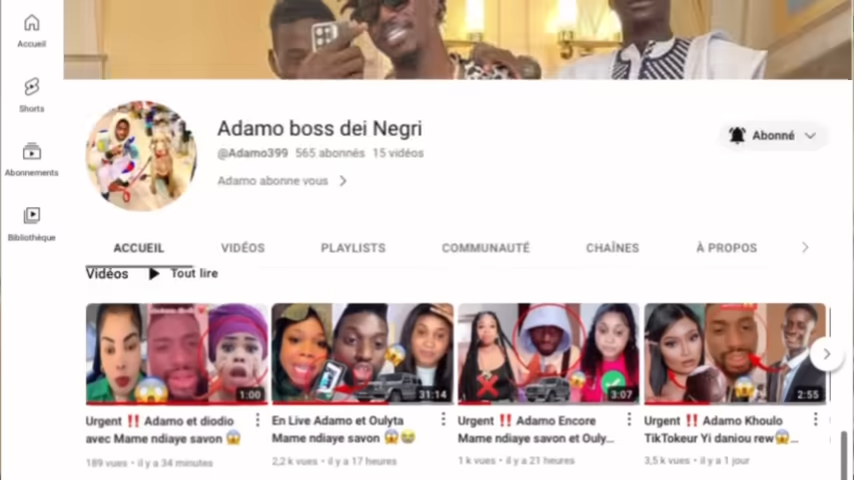 Accueil
Shorts
Abonnements
Bibliothèque
Adamo boss dei Negri
@Adamo399 565 abonnés 15 vidéos
Adamo abonne vous
Abonné
ACCUEIL VIDÉOS PLAYLISTS COMMUNAUTÉ CHAÎNES À PROPOS
Vidéos Tout lire
1:00
31:14
3:07
2:55
Urgent ‼️ Adamo et diodio
avec Mame ndiaye savon 😱
189 vues • il y a 34 minutes
En Live Adamo et Oulyta
Mame ndiaye savon 😱😭
2,2 k vues • il y a 17 heures
Urgent ‼️ Adamo Encore
Mame ndiaye savon et Ouly...
1 k vues • il y a 21 heures
Urgent ‼️ Adamo Khoulo
TikTokeur Yi daniou rew😱...
3,5 k vues • il y a 1 jour